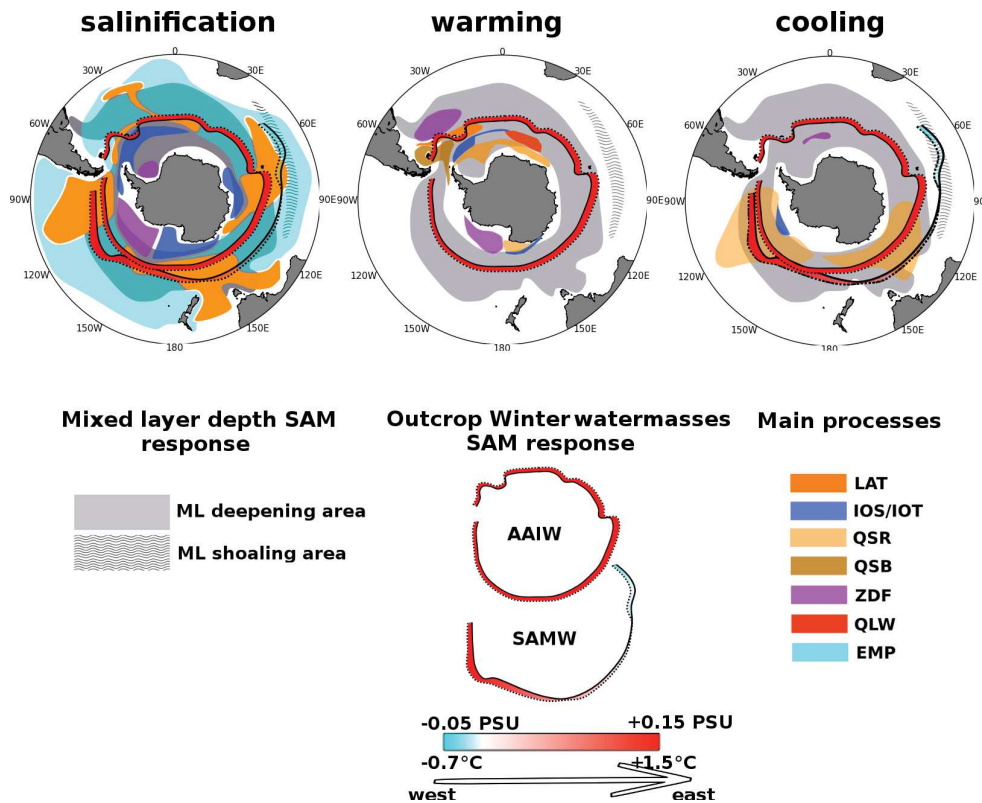 salinification
warming
cooling
0
30W
30E
60W
60E
90W
90E
120W
120E
150W
150E
180
0
30W
30E
60W
60E
90W
90E
120W
120E
150W
150E
180
0
30W
30E
60W
60E
90W
90
120W
120E
150W
150E
180
Mixed layer depth SAM
response
ML deepening area
ML shoaling area
Outcrop Winter watermasses
SAM response
AAIW
SAMW
-0.05 PSU
+0.15 PSU
-0.7°C
+1.5°C
west
east
Main processes
LAT
IOS/IOT
QSR
QSB
ZDF
QLW
EMP